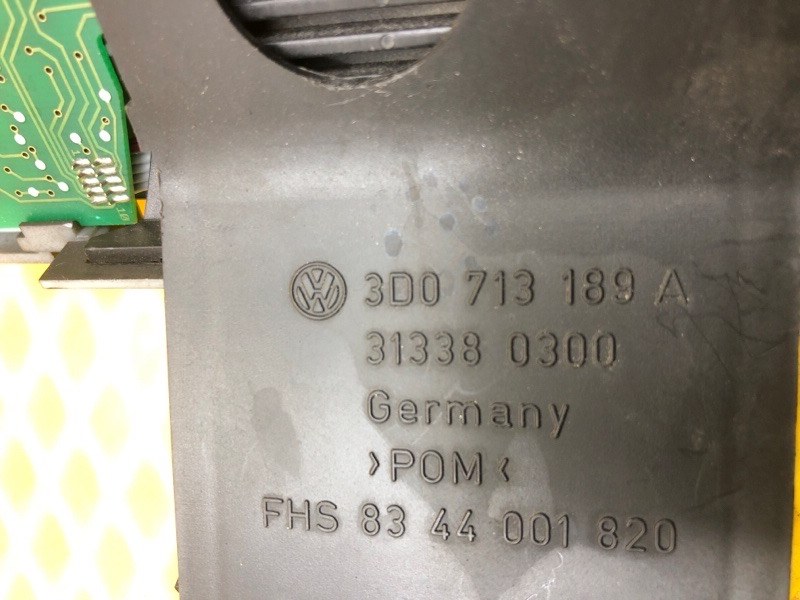 3D0 713 189 A
31338 0300
Germany
>POM<
FHS 83 44 001 820